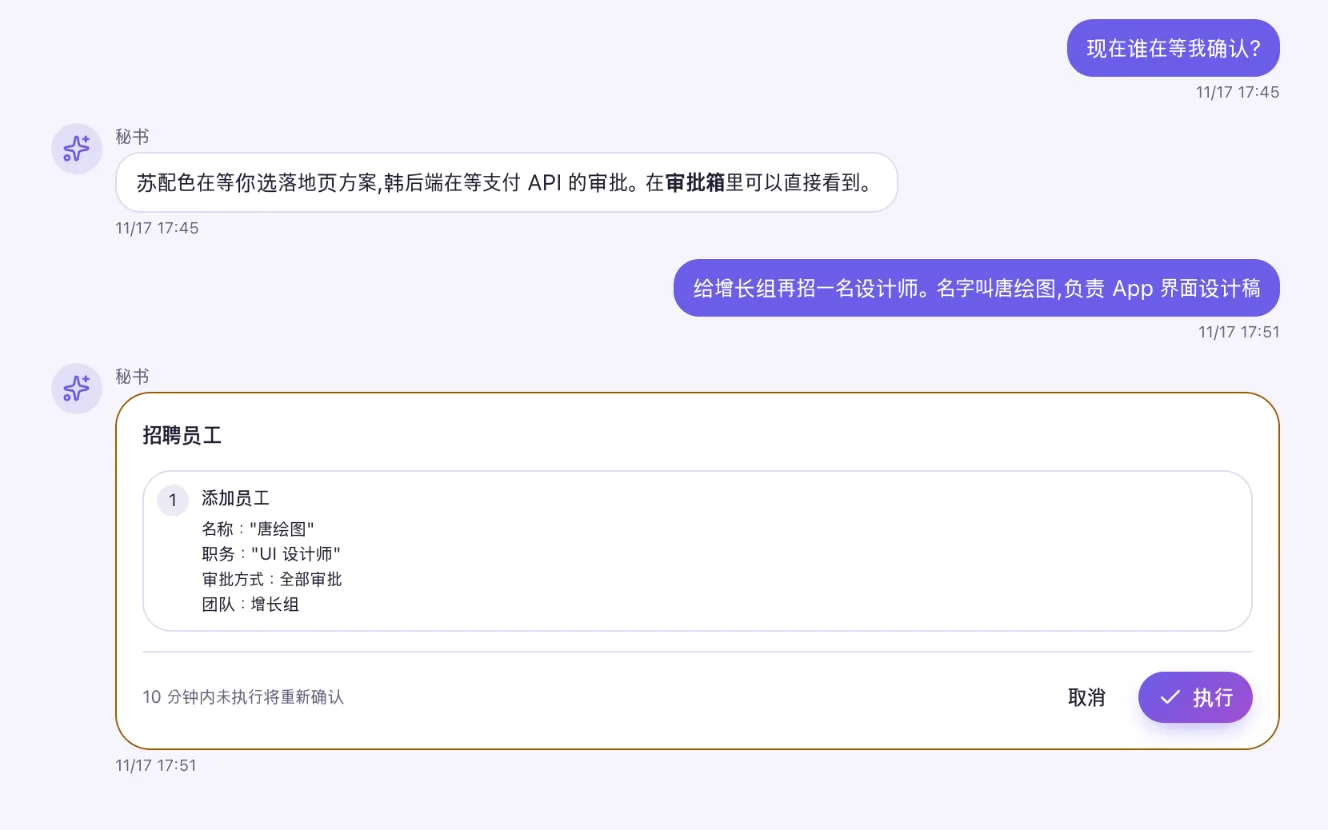 现在谁在等我确认?
11/17 17:45
秘书
苏配色在等你选落地页方案,韩后端在等支付 API 的审批。在审批箱里可以直接看到。
11/17 17:45
给增长组再招一名设计师。名字叫唐绘图,负责 App 界面设计稿
11/17 17:51
秘书
招聘员工
1 添加员工
名称："唐绘图"
职务："UI 设计师"
审批方式：全部审批
团队：增长组
10 分钟内未执行将重新确认
取消
执行
11/17 17:51